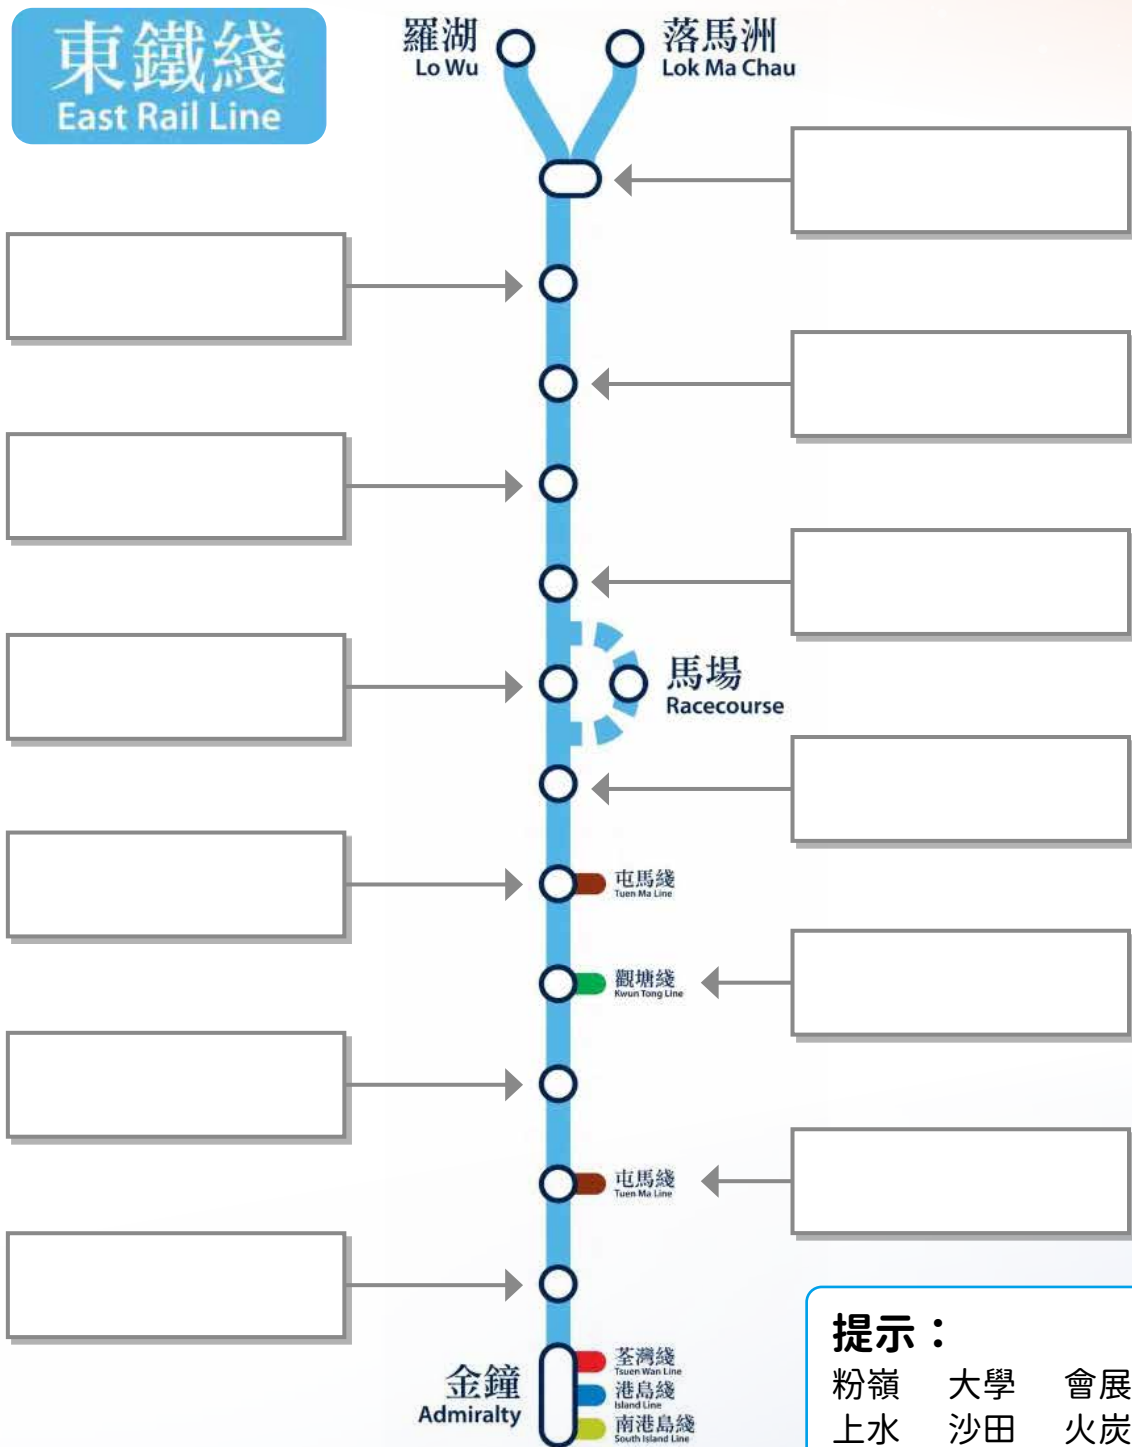 東鐵綫
East Rail Line
羅湖
Lo Wu
落馬洲
Lok Ma Chau
馬場
Racecourse
屯馬綫
Tuen Ma Line
觀塘綫
Kwun Tong Line
屯馬綫
Tuen Ma Line
金鐘
Admiralty
荃灣綫
Tsuen Wan Line
港島綫
Island Line
南港島綫
South Island Line
提示：
粉嶺 大學 會展
上水 沙田 火炭